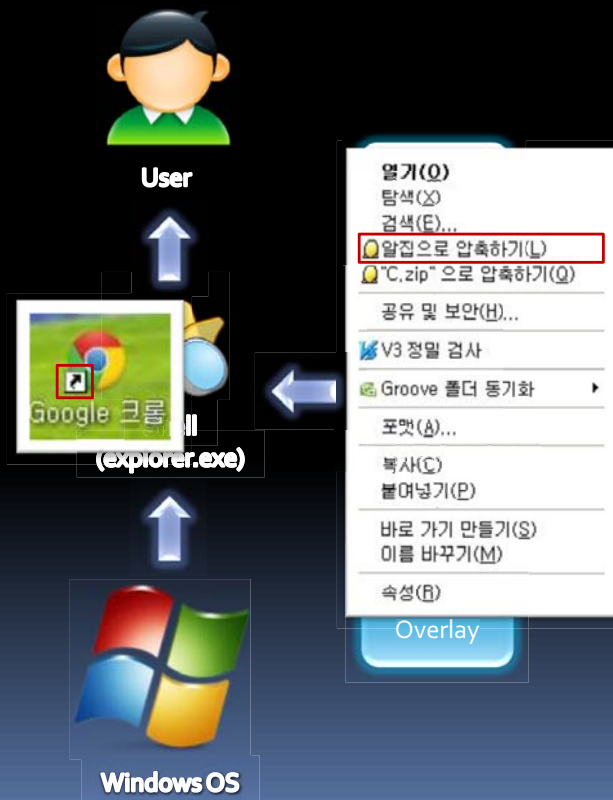 User
열기(O)
탐색(X)
검색(E)...
알집으로 압축하기(L)
"C.zip" 으로 압축하기(Q)
공유 및 보안(H)...
V3 정밀 검사
Groove 폴더 동기화
포맷(A)...
복사(C)
붙여넣기(P)
바로 가기 만들기(S)
이름 바꾸기(M)
속성(R)
Overlay
Google 크롬
(explorer.exe)
Windows OS